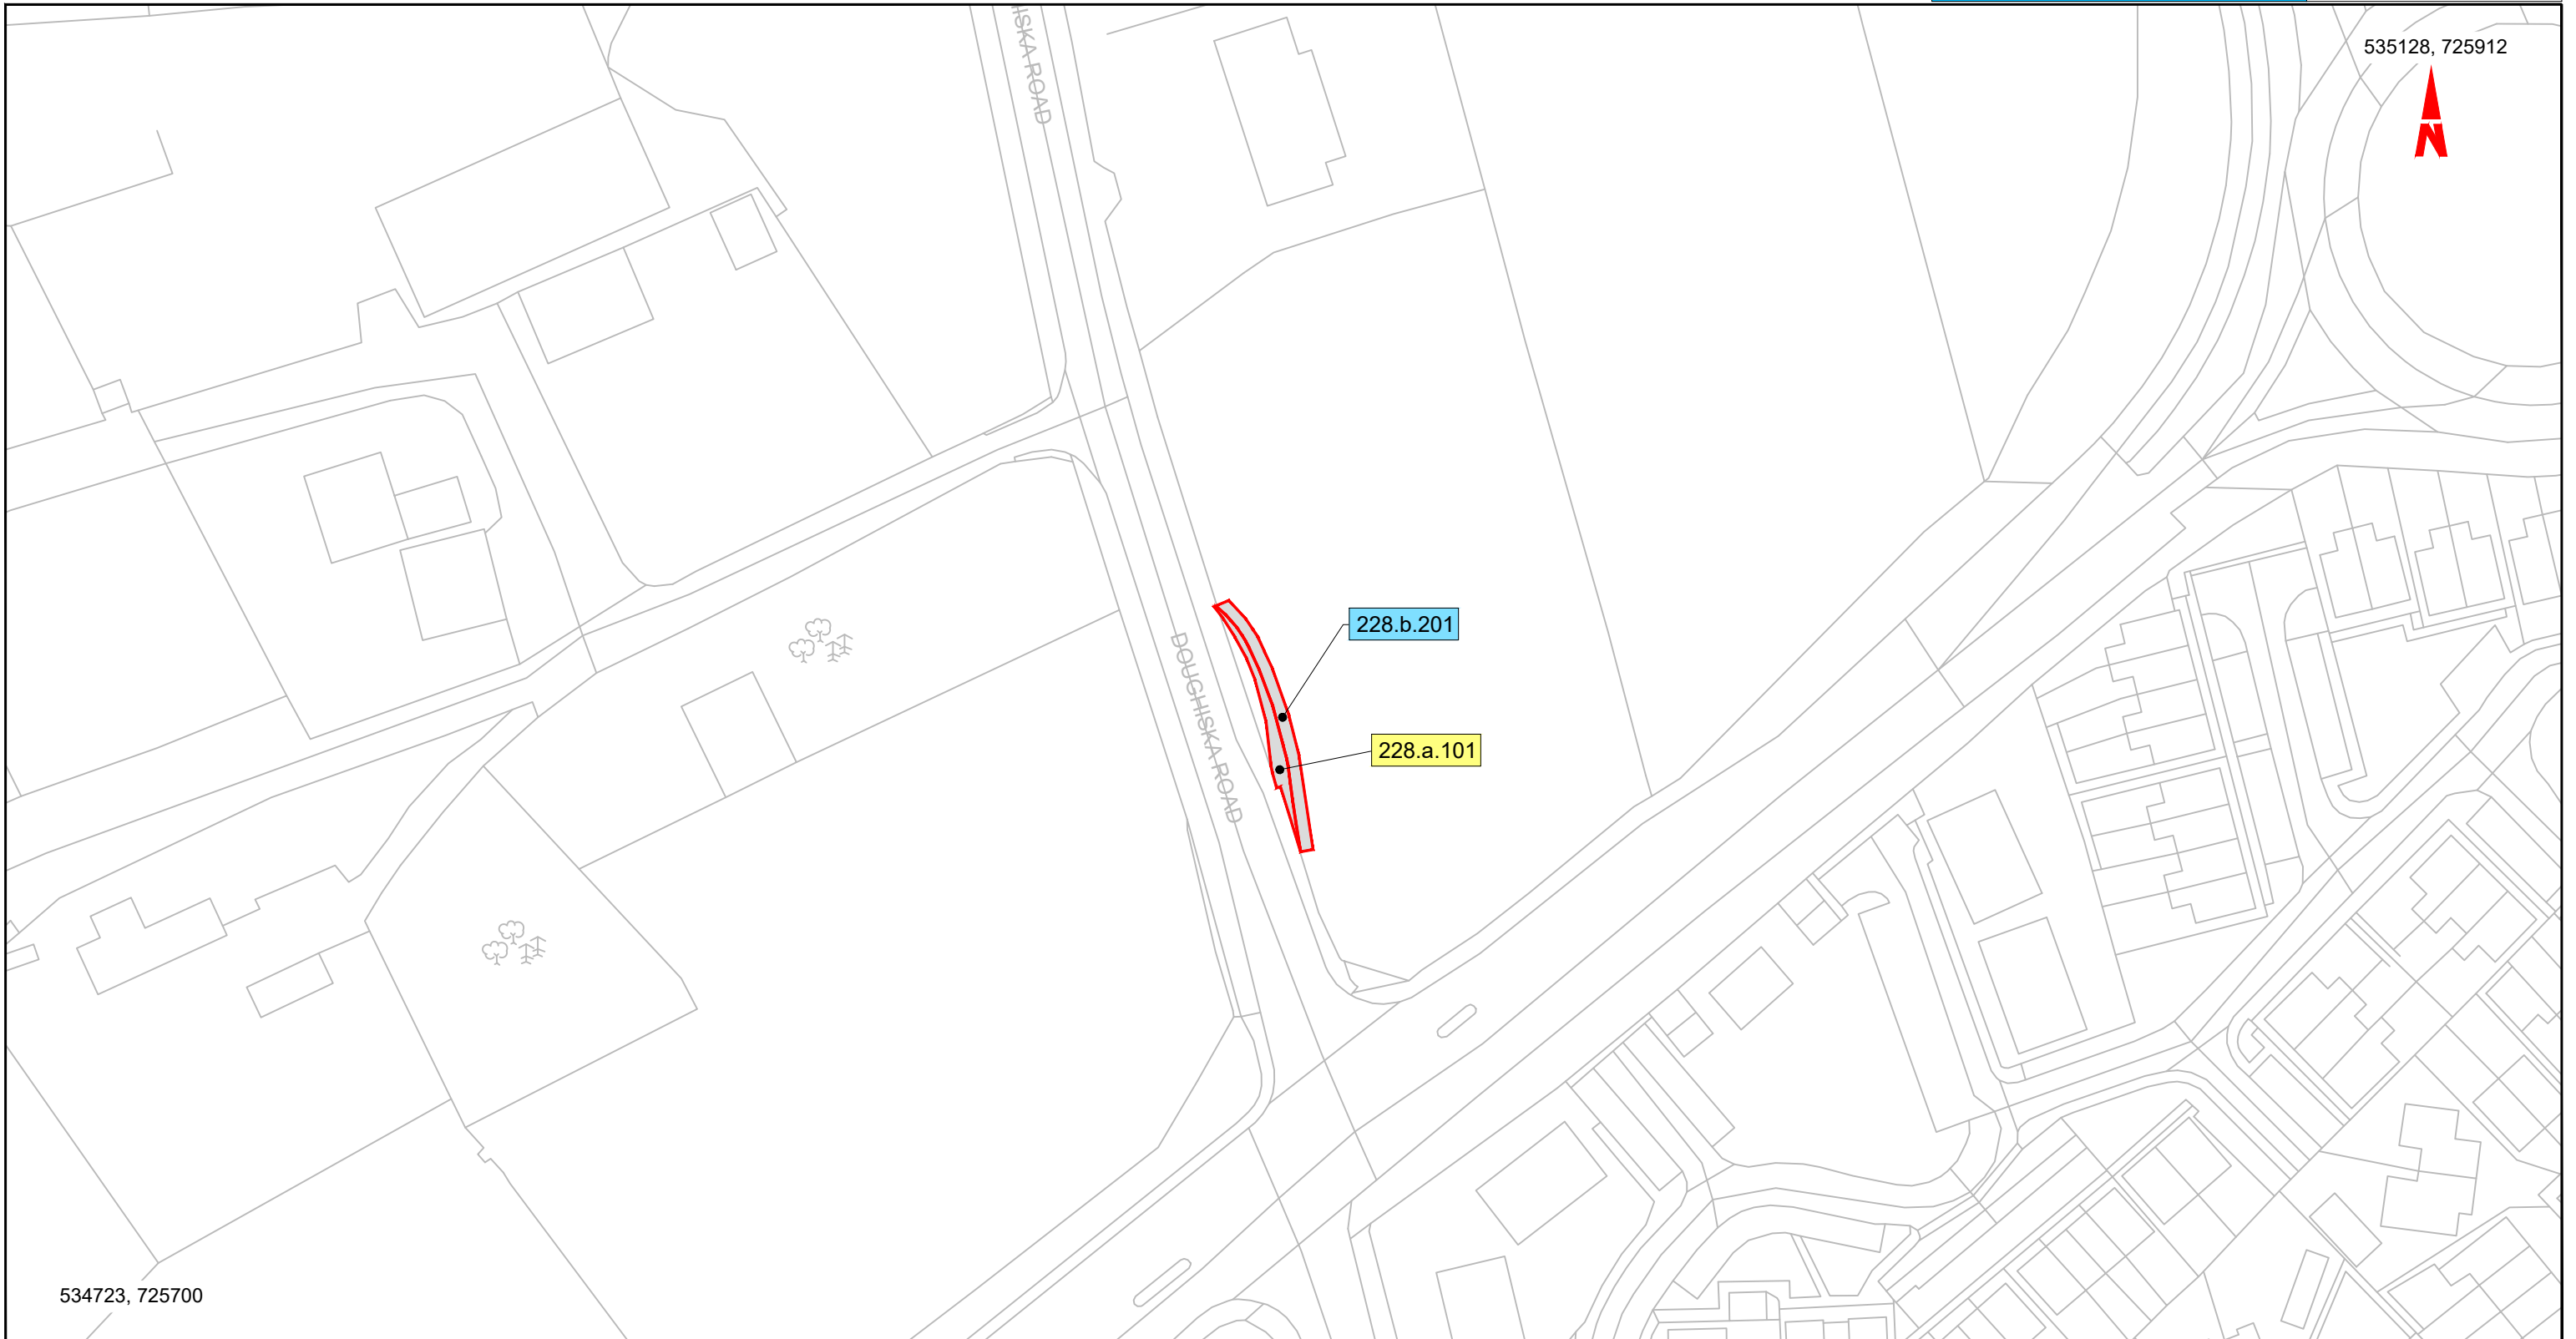 535128, 725912
N
ISKA ROAD
228.b.201
DOUGHISKA ROAD
228.a.101
534723, 725700